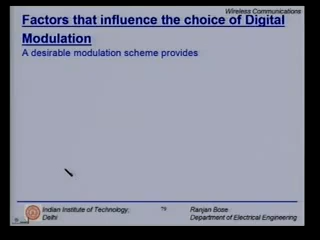 Wireless Communications
Factors that influence the choice of Digital
Modulation
A desirable modulation scheme provides
Indian Institute of Technology,
Delhi
Ranjan Bose
Department of Electrical Engineering